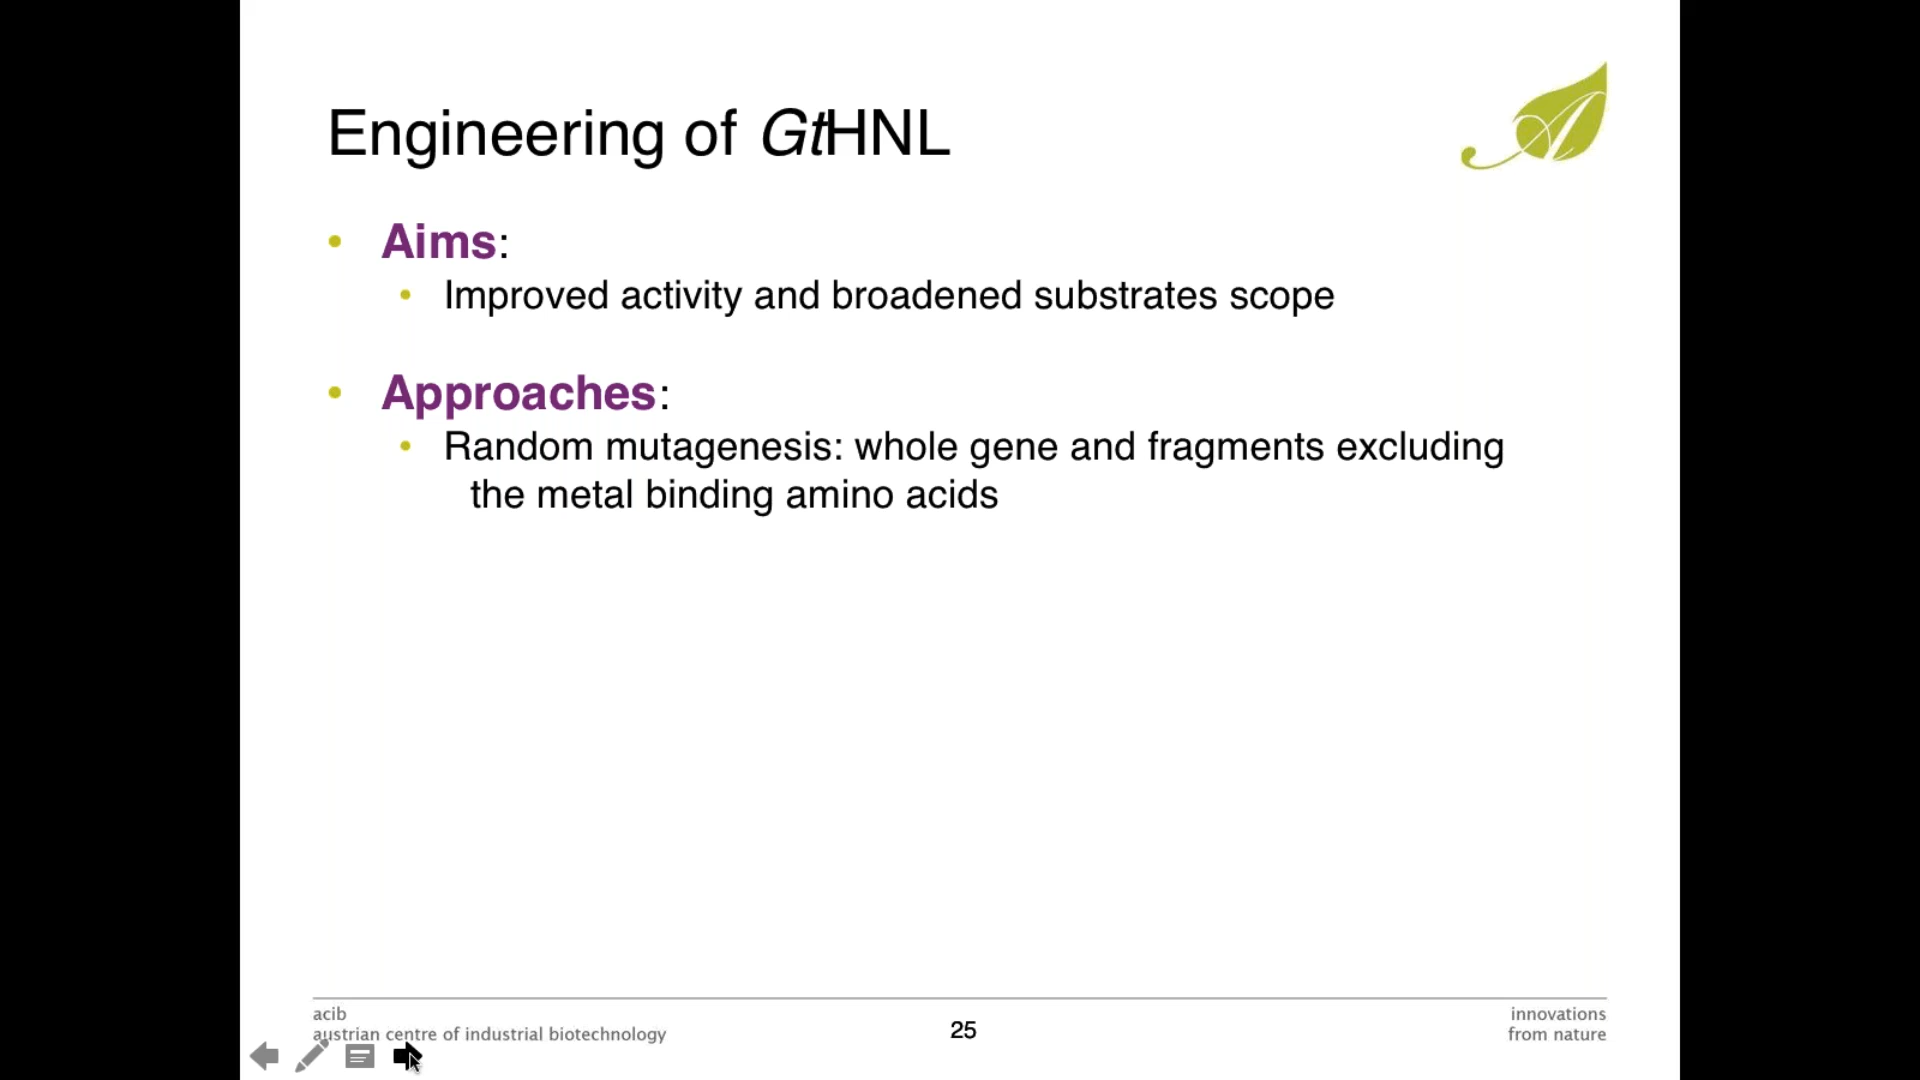 Engineering of GtHNL
• Aims:
• Improved activity and broadened substrates scope
• Approaches:
• Random mutagenesis: whole gene and fragments excluding
the metal binding amino acids
acib
austrian centre of industrial biotechnology
25
innovations
from nature